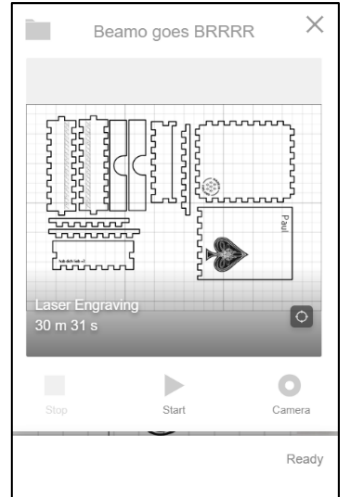 Beamo goes BRRRR
Paul
Laser Engraving
30 m 31 s
Stop
Start
Camera
Ready